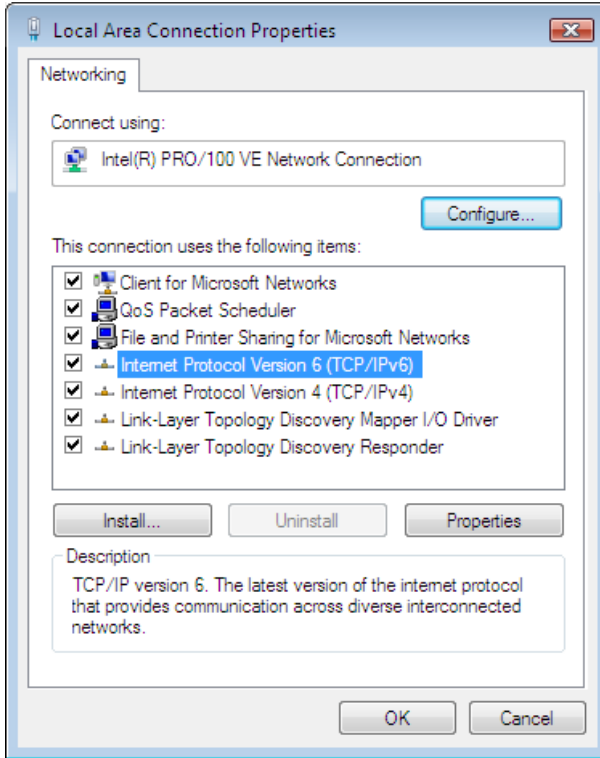 Local Area Connection Properties
Networking
Connect using:
Intel(R) PRO/100 VE Network Connection
Configure...
This connection uses the following items:
Client for Microsoft Networks
QoS Packet Scheduler
File and Printer Sharing for Microsoft Networks
Internet Protocol Version 6 (TCP/IPv6)
Internet Protocol Version 4 (TCP/IPv4)
Link-Layer Topology Discovery Mapper I/O Driver
Link-Layer Topology Discovery Responder
Install... Uninstall Properties
Description
TCP/IP version 6. The latest version of the internet protocol
that provides communication across diverse interconnected
networks.
OK Cancel